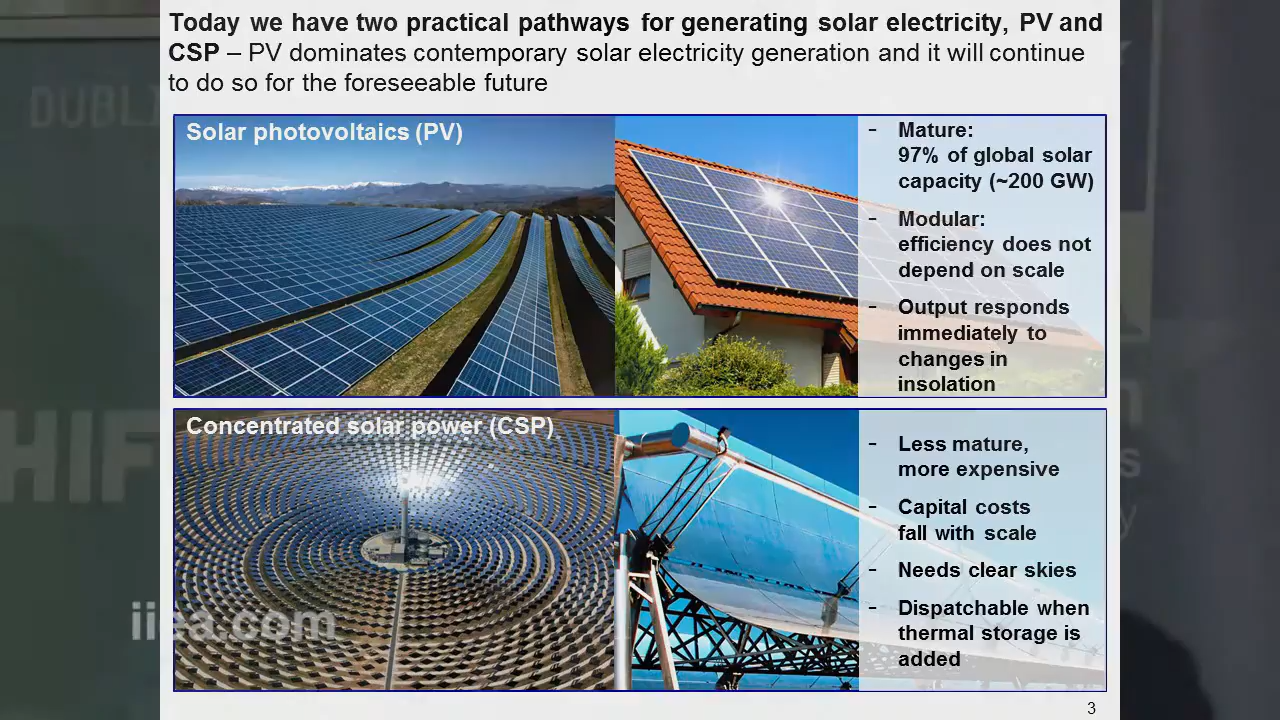 Today we have two practical pathways for generating solar electricity, PV and
CSP – PV dominates contemporary solar electricity generation and it will continue
to do so for the foreseeable future
Solar photovoltaics (PV)
- Mature:
97% of global solar
capacity (~200 GW)
- Modular:
efficiency does not
depend on scale
- Output responds
immediately to
changes in
insolation
Concentrated solar power (CSP)
- Less mature,
more expensive
- Capital costs
fall with scale
- Needs clear skies
- Dispatchable when
thermal storage is
added
3
iiea.com